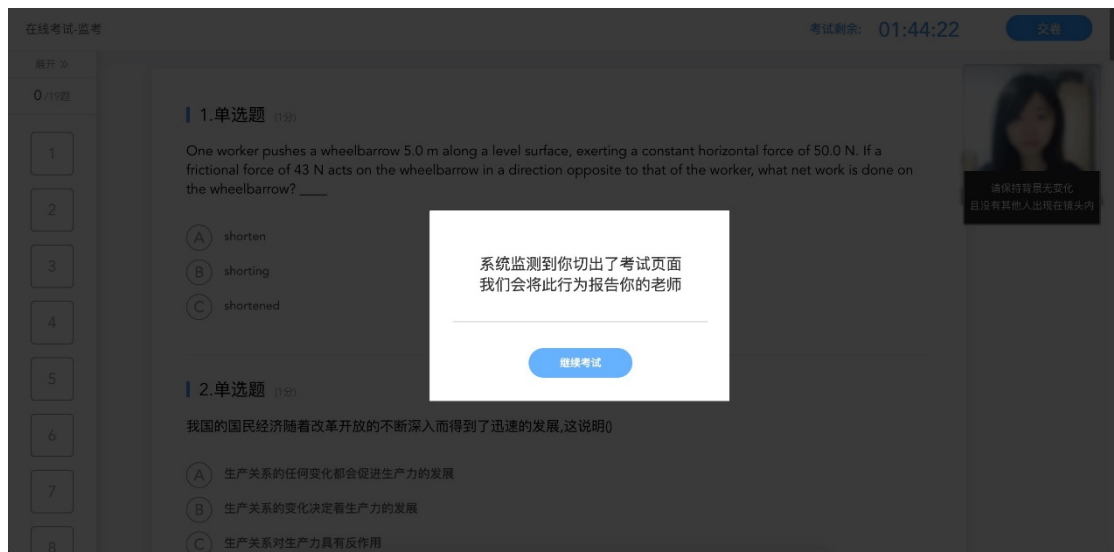 在线考试-监考
考试剩余: 01:44:22 交卷
展开 »
0/19题
1
2
3
4
5
6
7
8
1.单选题 (1分)
One worker pushes a wheelbarrow 5.0 m along a level surface, exerting a constant horizontal force of 50.0 N. If a
frictional force of 43 N acts on the wheelbarrow in a direction opposite to that of the worker, what net work is done on
the wheelbarrow? ____
A shorten
B shorting
C shortened
2.单选题 (1分)
我国的国民经济随着改革开放的不断深入而得到了迅速的发展,这说明()
A 生产关系的任何变化都会促进生产力的发展
B 生产关系的变化决定着生产力的发展
C 生产关系对生产力具有反作用
请保持背景无变化
且没有其他人出现在镜头内
系统监测到你切出了考试页面
我们会将此行为报告你的老师
继续考试